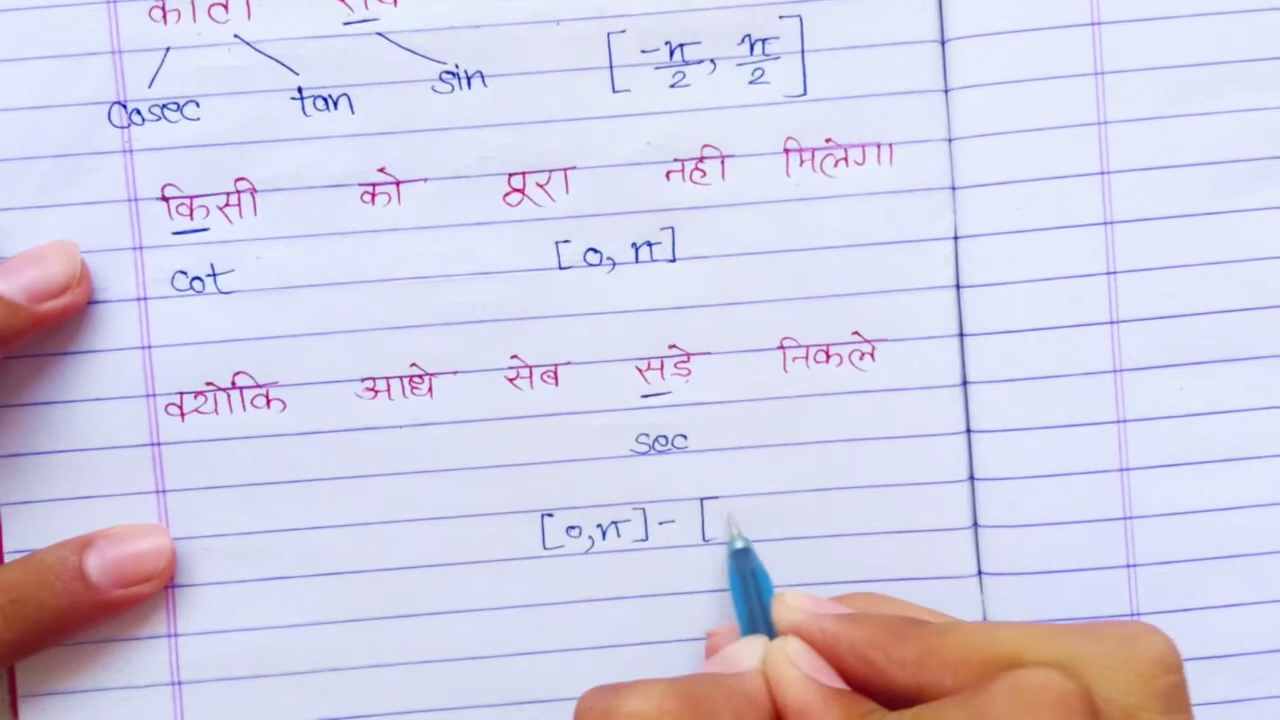 cosec tan sin [-π/2, π/2]
किसी को पूरा नही मिलेगा
cot [0, π]
क्योकि आधे सेब सड़े निकले
sec
[0,π] - [